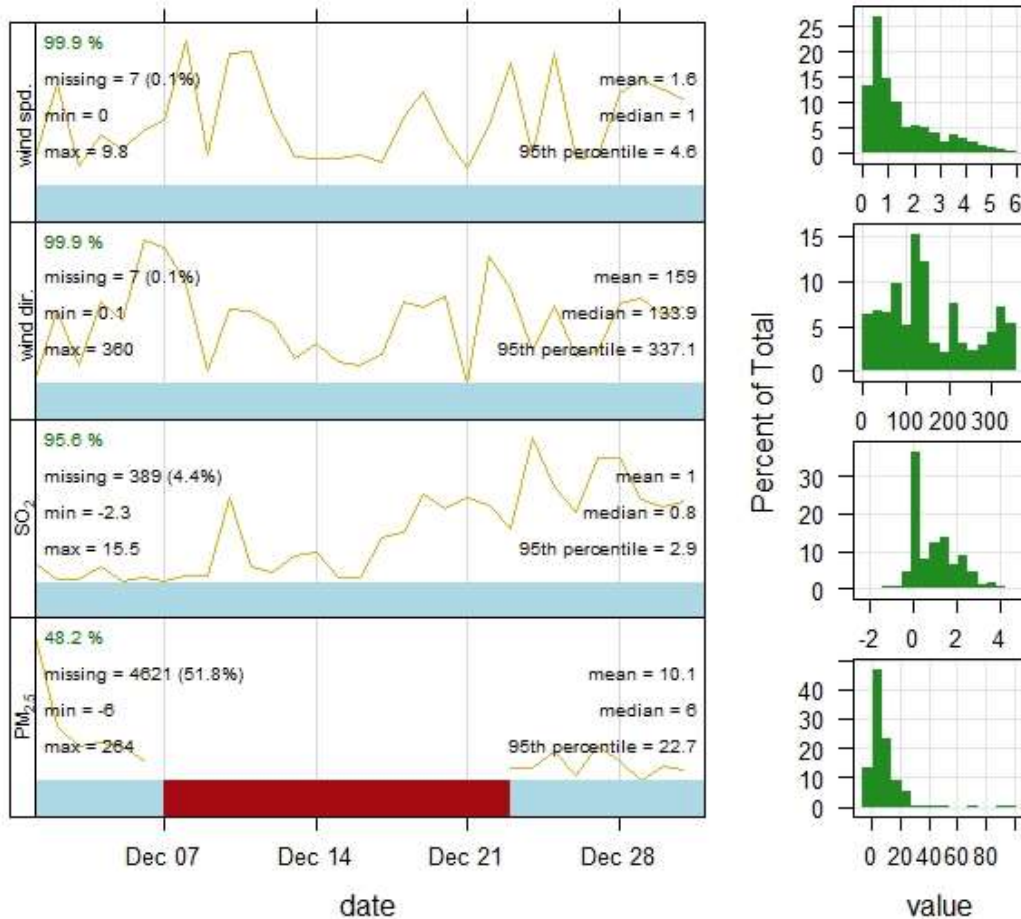 wind spd.
99.9 %
missing = 7 (0.1%)
min = 0
max = 9.8
mean = 1.6
median = 1
95th percentile = 4.6
wind dir.
99.9 %
missing = 7 (0.1%)
min = 0.1
max = 360
mean = 159
median = 133.9
95th percentile = 337.1
SO2
95.6 %
missing = 389 (4.4%)
min = -2.3
max = 15.5
mean = 1
median = 0.8
95th percentile = 2.9
PM2.5
48.2 %
missing = 4621 (51.8%)
min = -6
max = 264
mean = 10.1
median = 6
95th percentile = 22.7
Dec 07 Dec 14 Dec 21 Dec 28
date
Percent of Total
25
20
15
10
5
0
0 1 2 3 4 5 6
15
10
5
0
0 100 200 300
30
20
10
0
-2 0 2 4
40
30
20
10
0
0 20 40 60 80
value